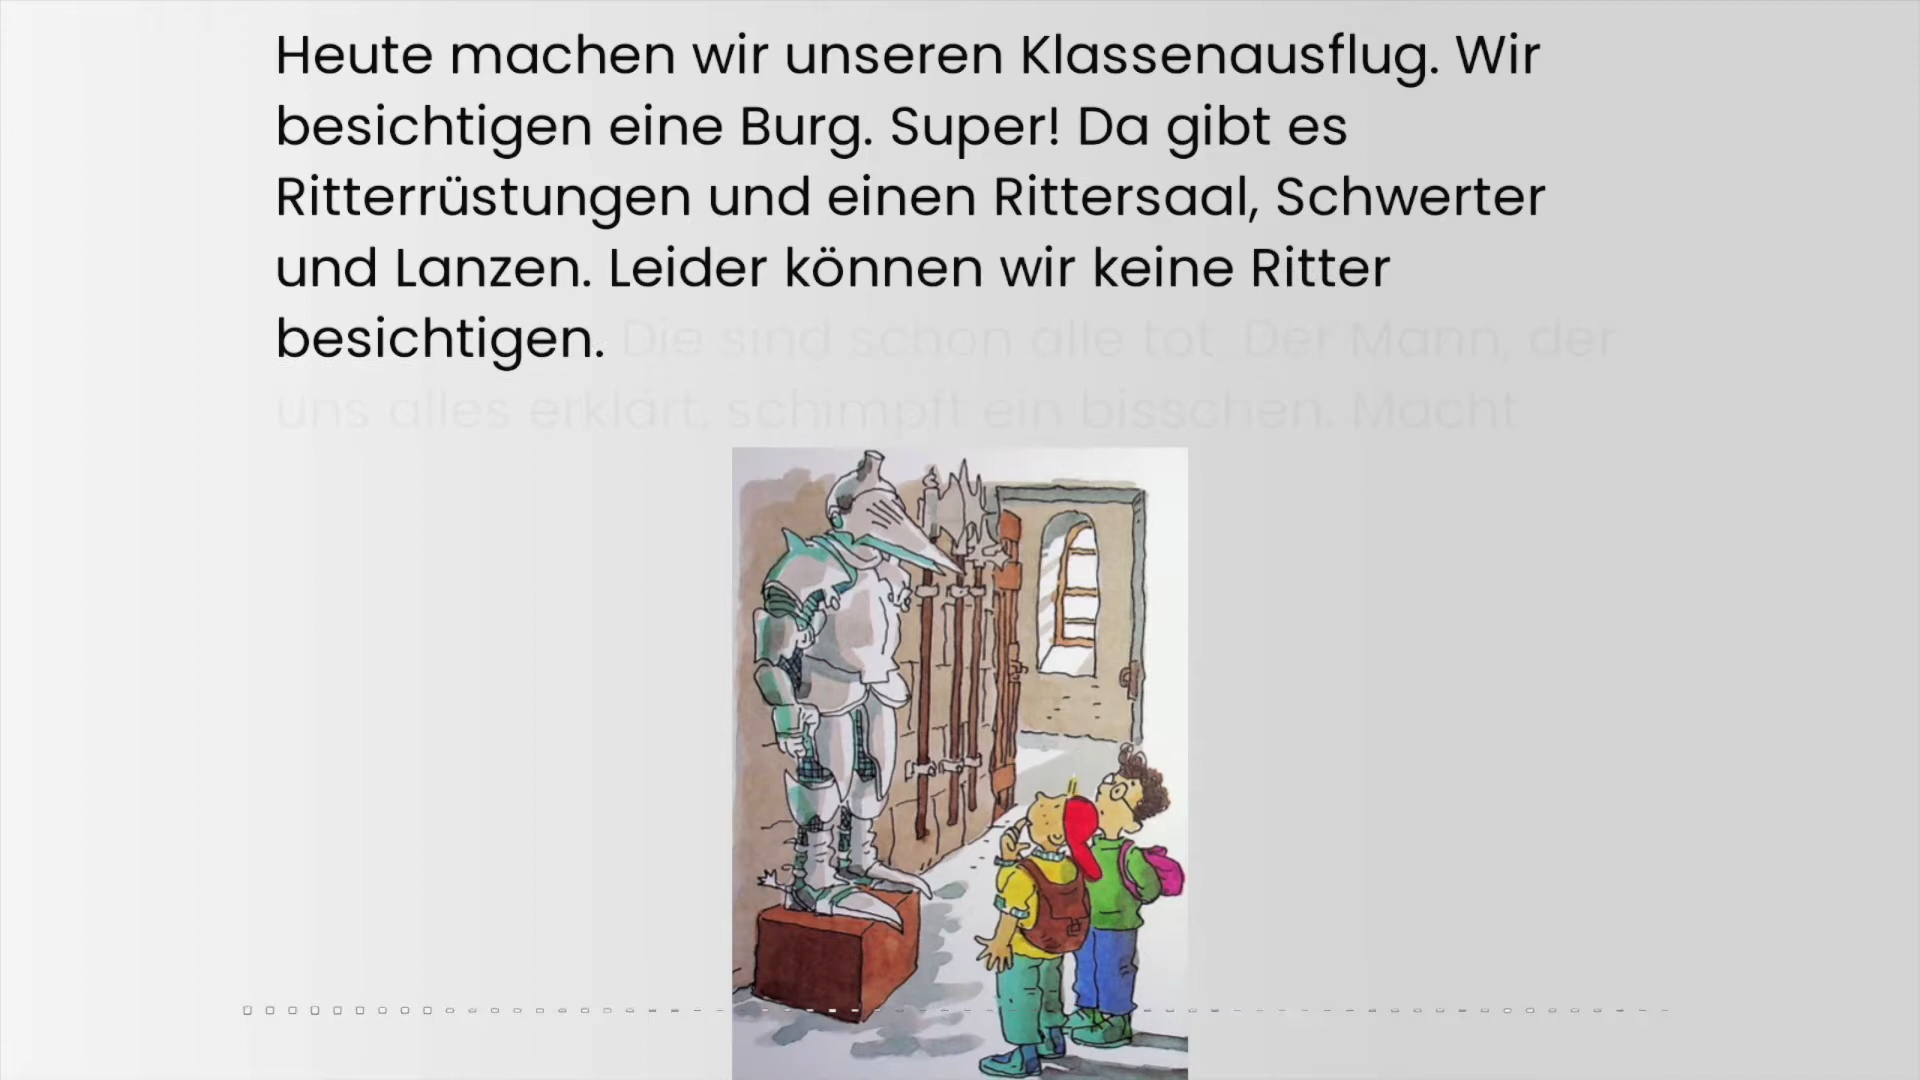 Heute machen wir unseren Klassenausflug. Wir
besichtigen eine Burg. Super! Da gibt es
Ritterrüstungen und einen Rittersaal, Schwerter
und Lanzen. Leider können wir keine Ritter
besichtigen. Die sind schon alle tot. Der Mann, der
uns alles erklärt, schimpft ein bisschen. Macht